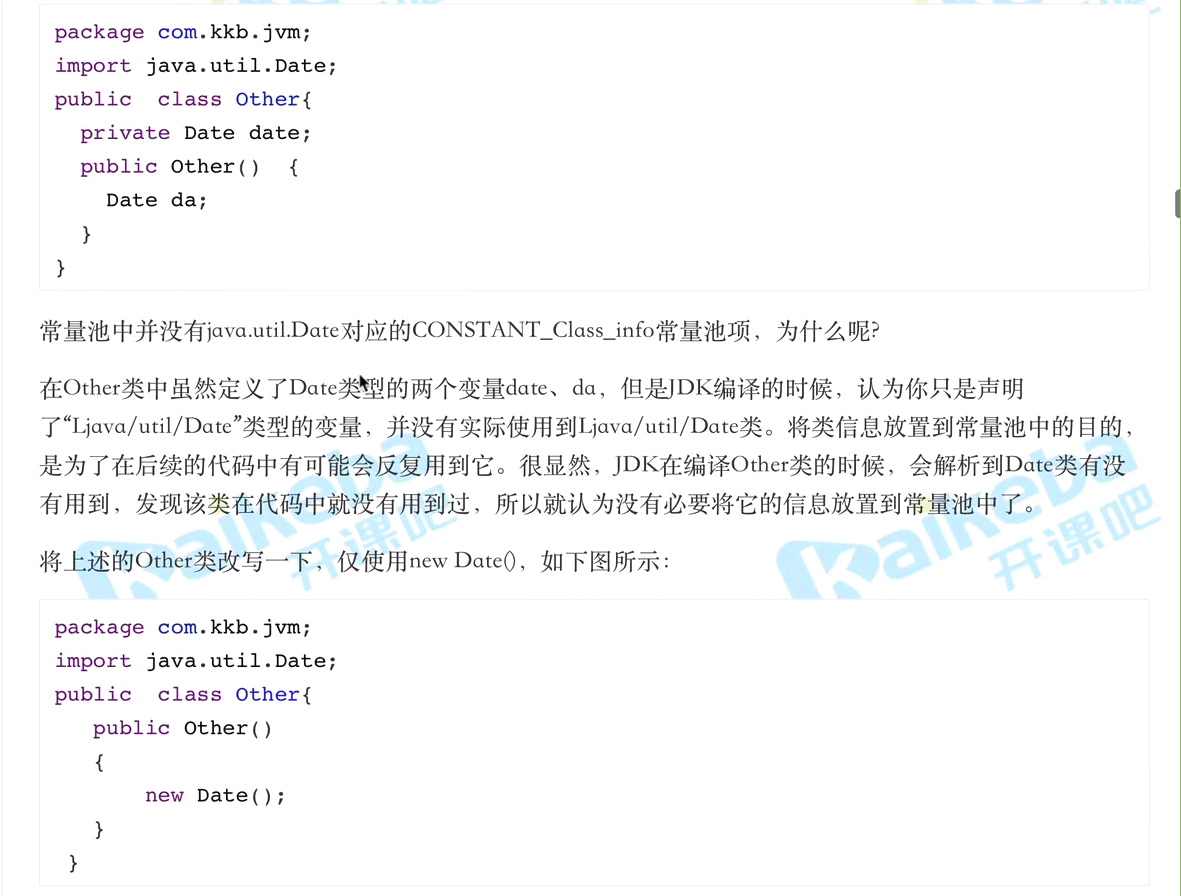 package com.kkb.jvm;
import java.util.Date;
public  class Other{
  private Date date;
  public Other()  {
    Date da;
  }
}
常量池中并没有java.util.Date对应的CONSTANT_Class_info常量池项，为什么呢?
在Other类中虽然定义了Date类型的两个变量date、da，但是JDK编译的时候，认为你只是声明
了“Ljava/util/Date”类型的变量，并没有实际使用到Ljava/util/Date类。将类信息放置到常量池中的目的，
是为了在后续的代码中有可能会反复用到它。很显然，JDK在编译Other类的时候，会解析到Date类有没
有用到，发现该类在代码中就没有用到过，所以就认为没有必要将它的信息放置到常量池中了。
将上述的Other类改写一下，仅使用new Date()，如下图所示：
Kaikeba
开课吧
Kaikeba
开课吧
package com.kkb.jvm;
import java.util.Date;
public  class Other{
   public Other()
   {
       new Date();
   }
 }